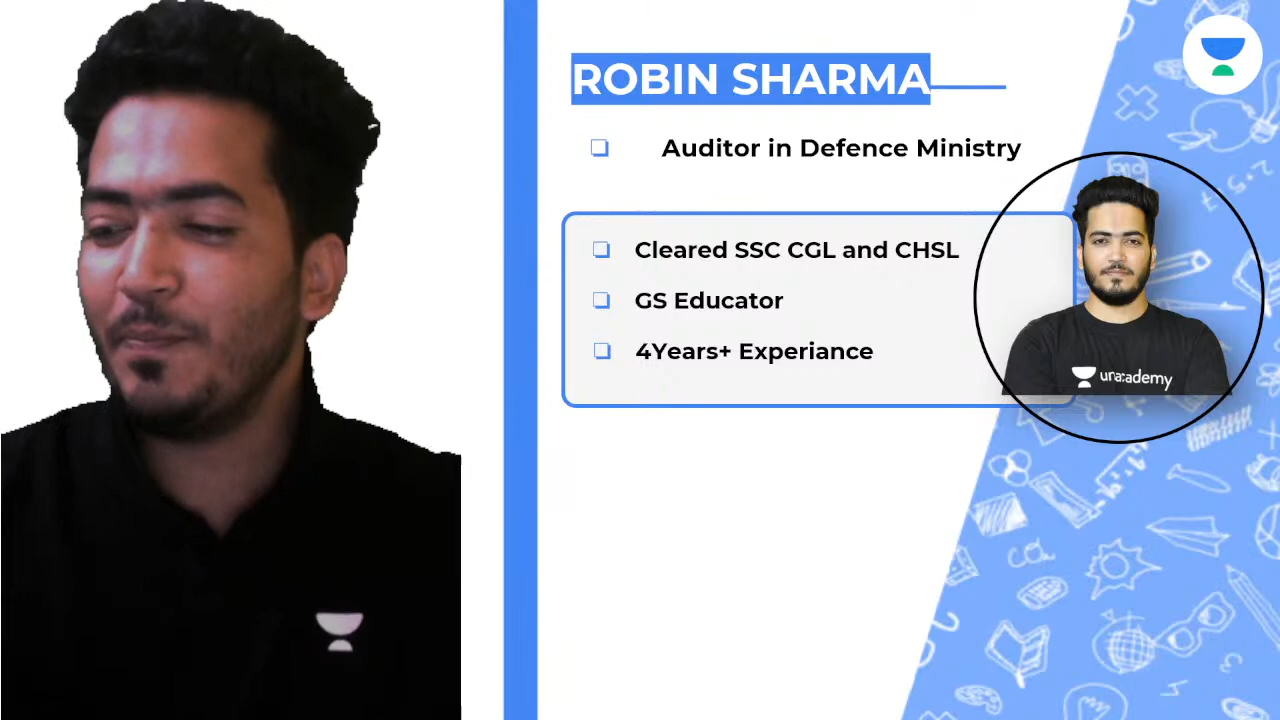 ROBIN SHARMA
Auditor in Defence Ministry
Cleared SSC CGL and CHSL
GS Educator
4Years+ Experiance
unacademy